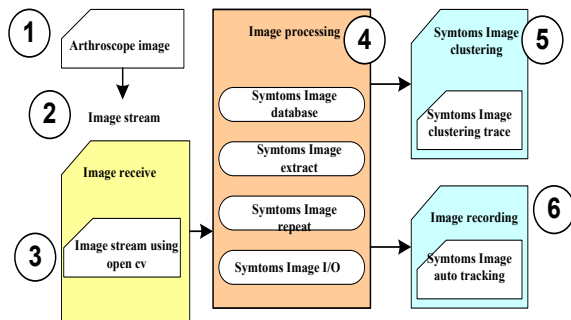 1
Arthroscope image
2
Image stream
Image receive
3
Image stream using
open cv
Image processing
4
Symtoms Image
database
Symtoms Image
extract
Symtoms Image
repeat
Symtoms Image I/O
Symtoms Image
clustering
5
Symtoms Image
clustering trace
Image recording
6
Symtoms Image
auto tracking